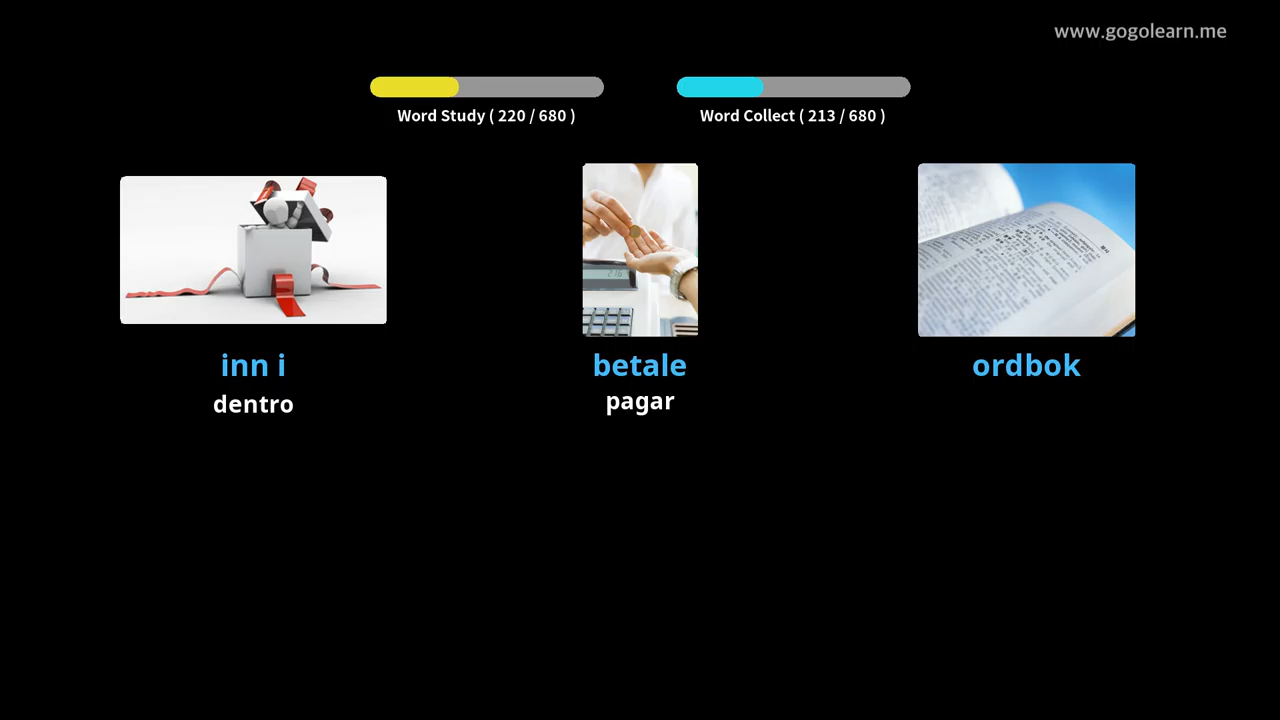 www.gogolearn.me
Word Study ( 220 / 680 )
Word Collect ( 213 / 680 )
inn i
betale
ordbok
dentro
pagar